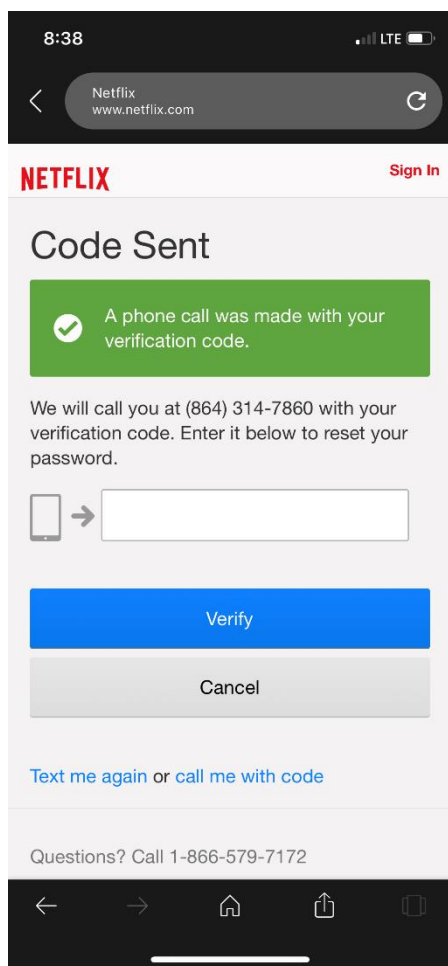 8:38
LTE
Netflix
www.netflix.com
NETFLIX
Sign In
Code Sent
A phone call was made with your
verification code.
We will call you at (864) 314-7860 with your
verification code. Enter it below to reset your
password.
Verify
Cancel
Text me again or call me with code
Questions? Call 1-866-579-7172